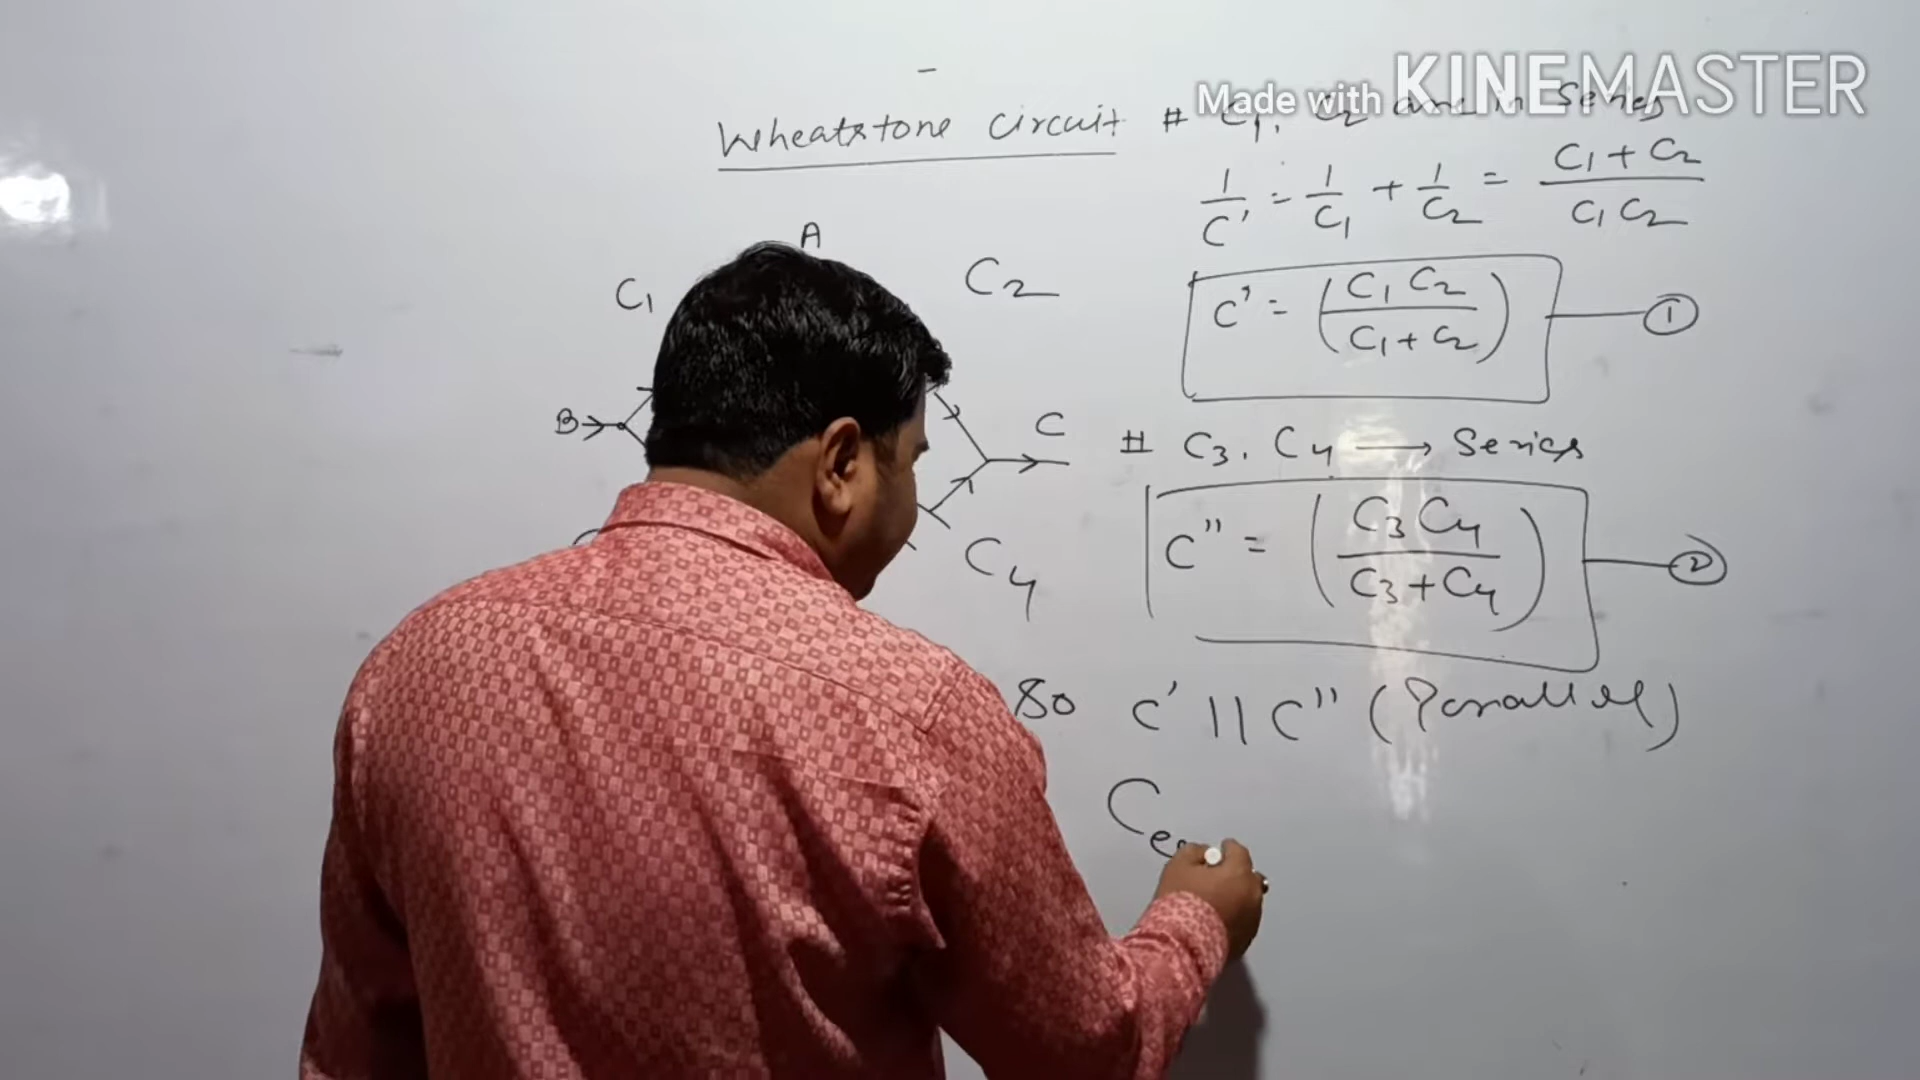 Made with KINEMASTER
Wheatstone Circuit # C1, C2 are in Series
1/C' = 1/C1 + 1/C2 = C1 + C2 / C1 C2
C' = (C1 C2 / C1 + C2) — 1
A
C1
C2
B
C
C4
# C3, C4 → Series
C" = (C3 C4 / C3 + C4) — 2
So C' || C" (Parallel)
Ce